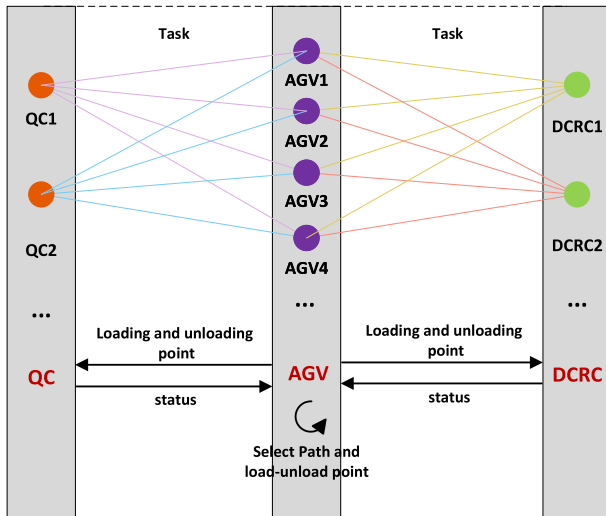 Task
Task
QC1
AGV1
DCRC1
AGV2
AGV3
QC2
AGV4
DCRC2
...
...
...
Loading and unloading
point
Loading and unloading
point
QC
AGV
DCRC
status
status
Select Path and
load-unload point